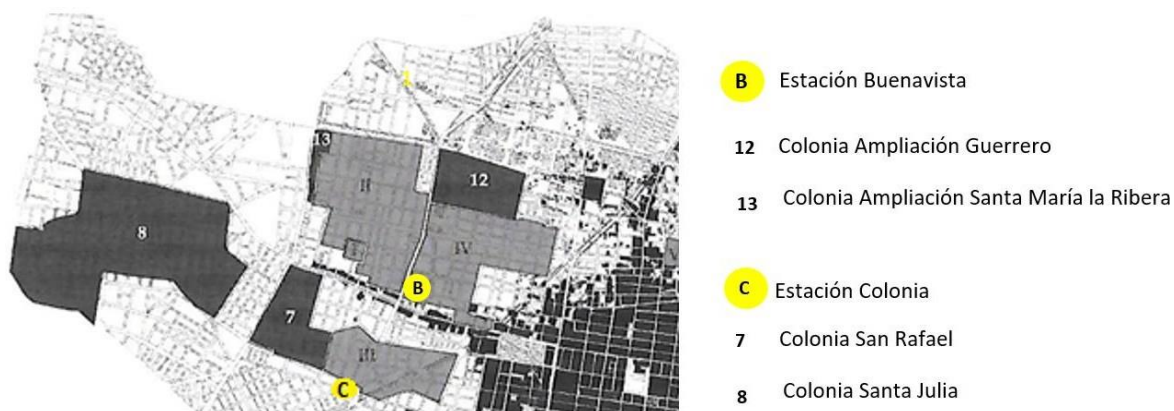 1
13
II
12
8
I
IV
B
7
III
C
B Estación Buenavista
12 Colonia Ampliación Guerrero
13 Colonia Ampliación Santa María la Ribera
C Estación Colonia
7 Colonia San Rafael
8 Colonia Santa Julia